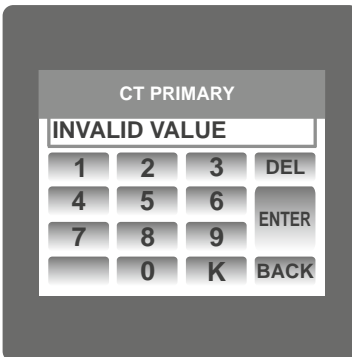 CT PRIMARY
INVALID VALUE
1 2 3 DEL
4 5 6 ENTER
7 8 9
0 K BACK